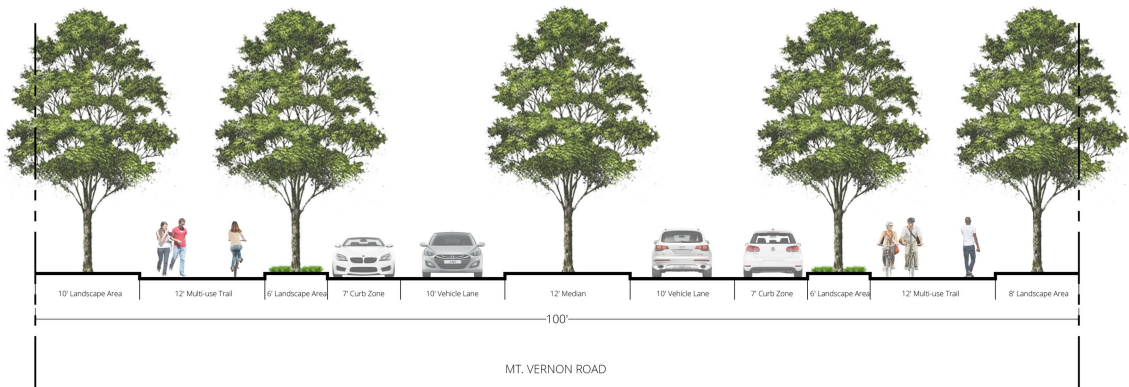 10' Landscape Area
12' Multi-use Trail
6' Landscape Area
7' Curb Zone
10' Vehicle Lane
12' Median
10' Vehicle Lane
7' Curb Zone
6' Landscape Area
12' Multi-use Trail
8' Landscape Area
100'
MT. VERNON ROAD